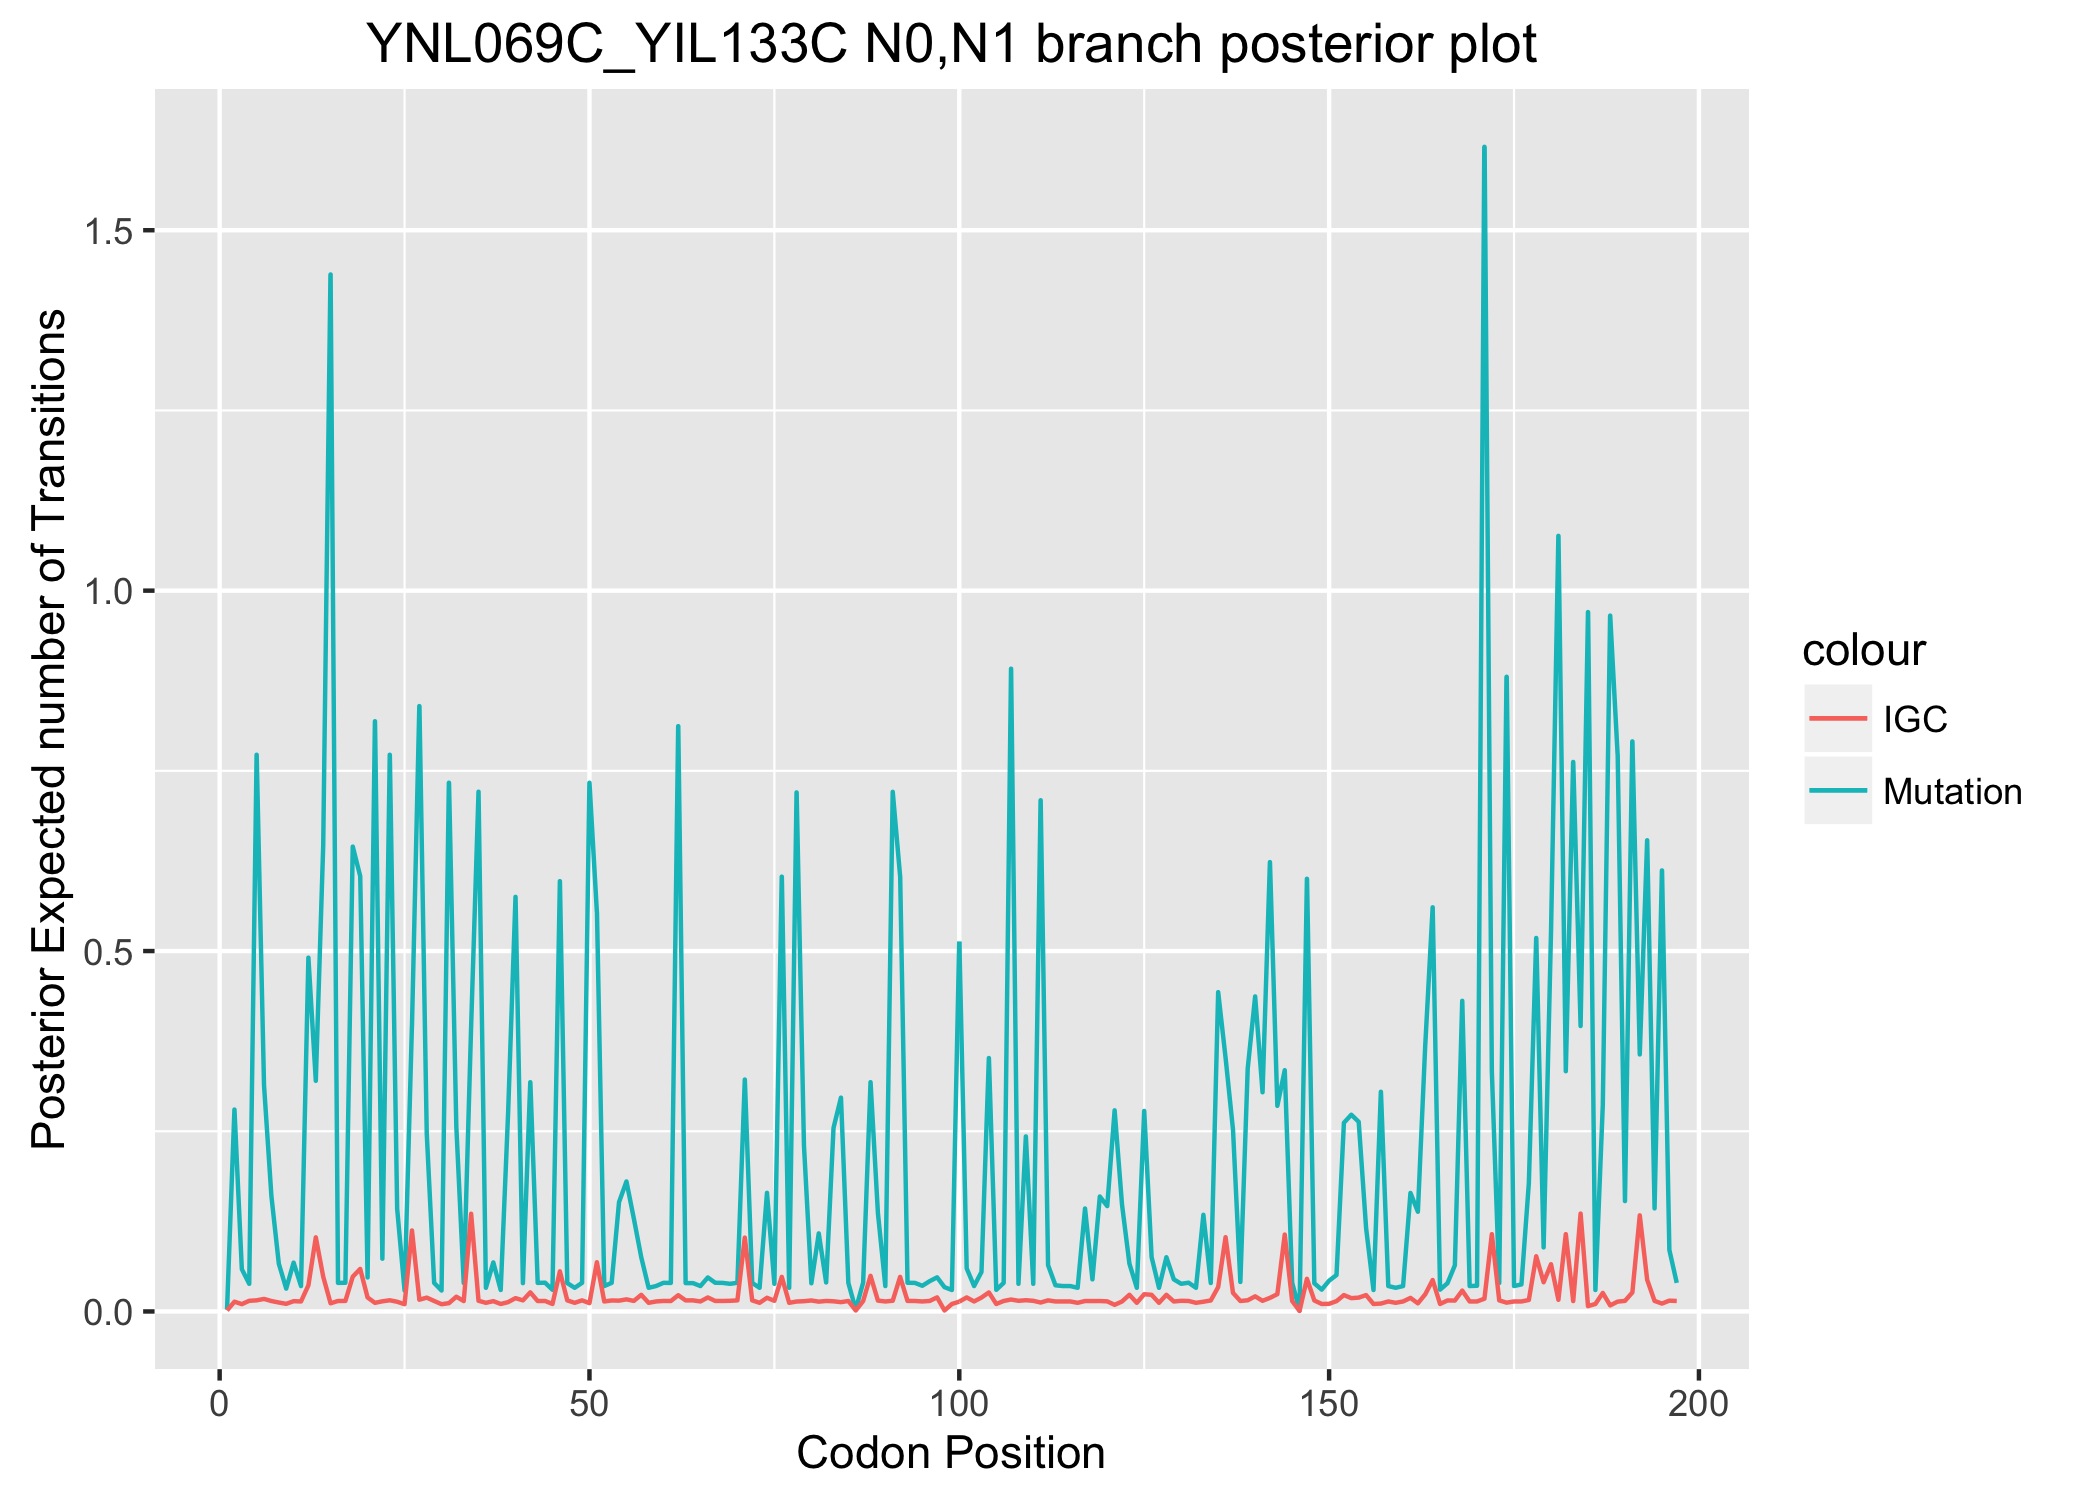 YNL069C_YIL133C N0,N1 branch posterior plot
Posterior Expected number of Transitions
1.5
1.0
0.5
0.0
0
50
100
150
200
Codon Position
colour
IGC
Mutation